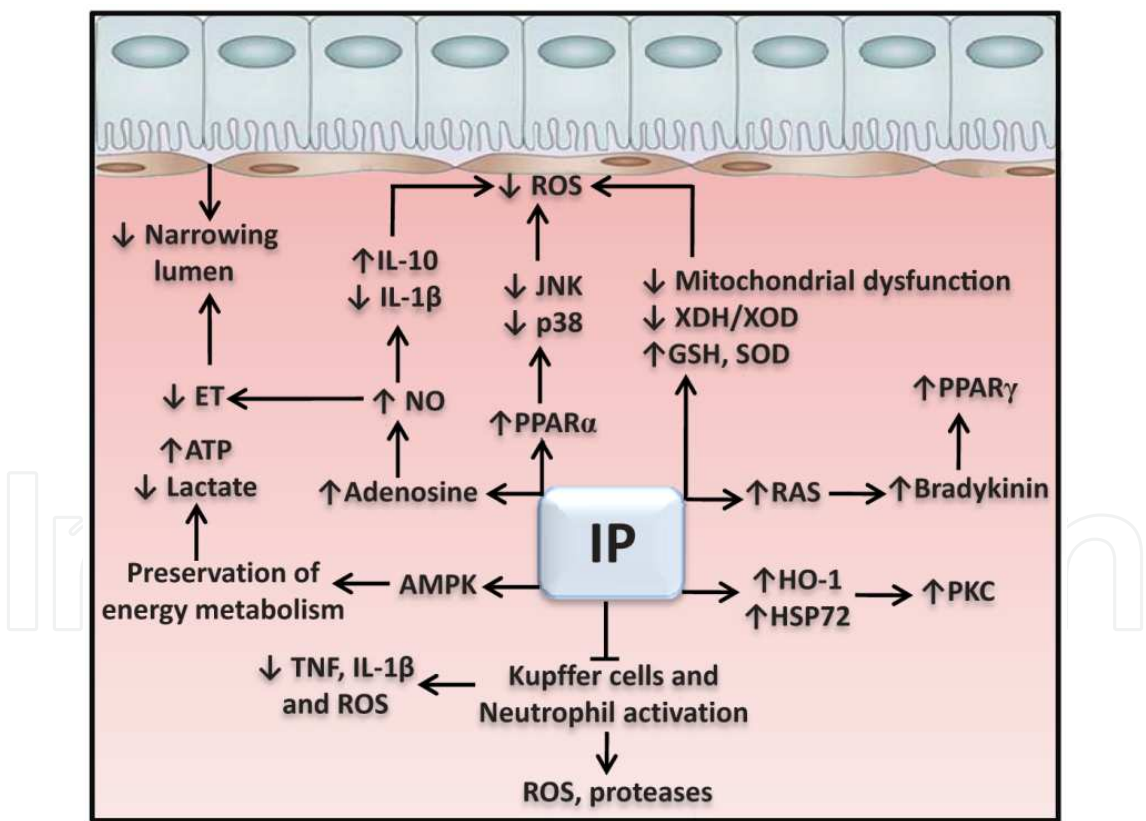 ↓ ROS
↓ Narrowing
lumen
↑IL-10
↓ IL-1β
↓ JNK
↓ p38
↓ Mitochondrial dysfunction
↓ XDH/XOD
↑GSH, SOD
↓ ET
↑ NO
↑PPARα
↑PPARγ
↑ATP
↓ Lactate
↑Adenosine
↑RAS
↑Bradykinin
IP
Preservation of
energy metabolism
AMPK
↑HO-1
↑HSP72
↑PKC
↓ TNF, IL-1β
and ROS
Kupffer cells and
Neutrophil activation
ROS, proteases